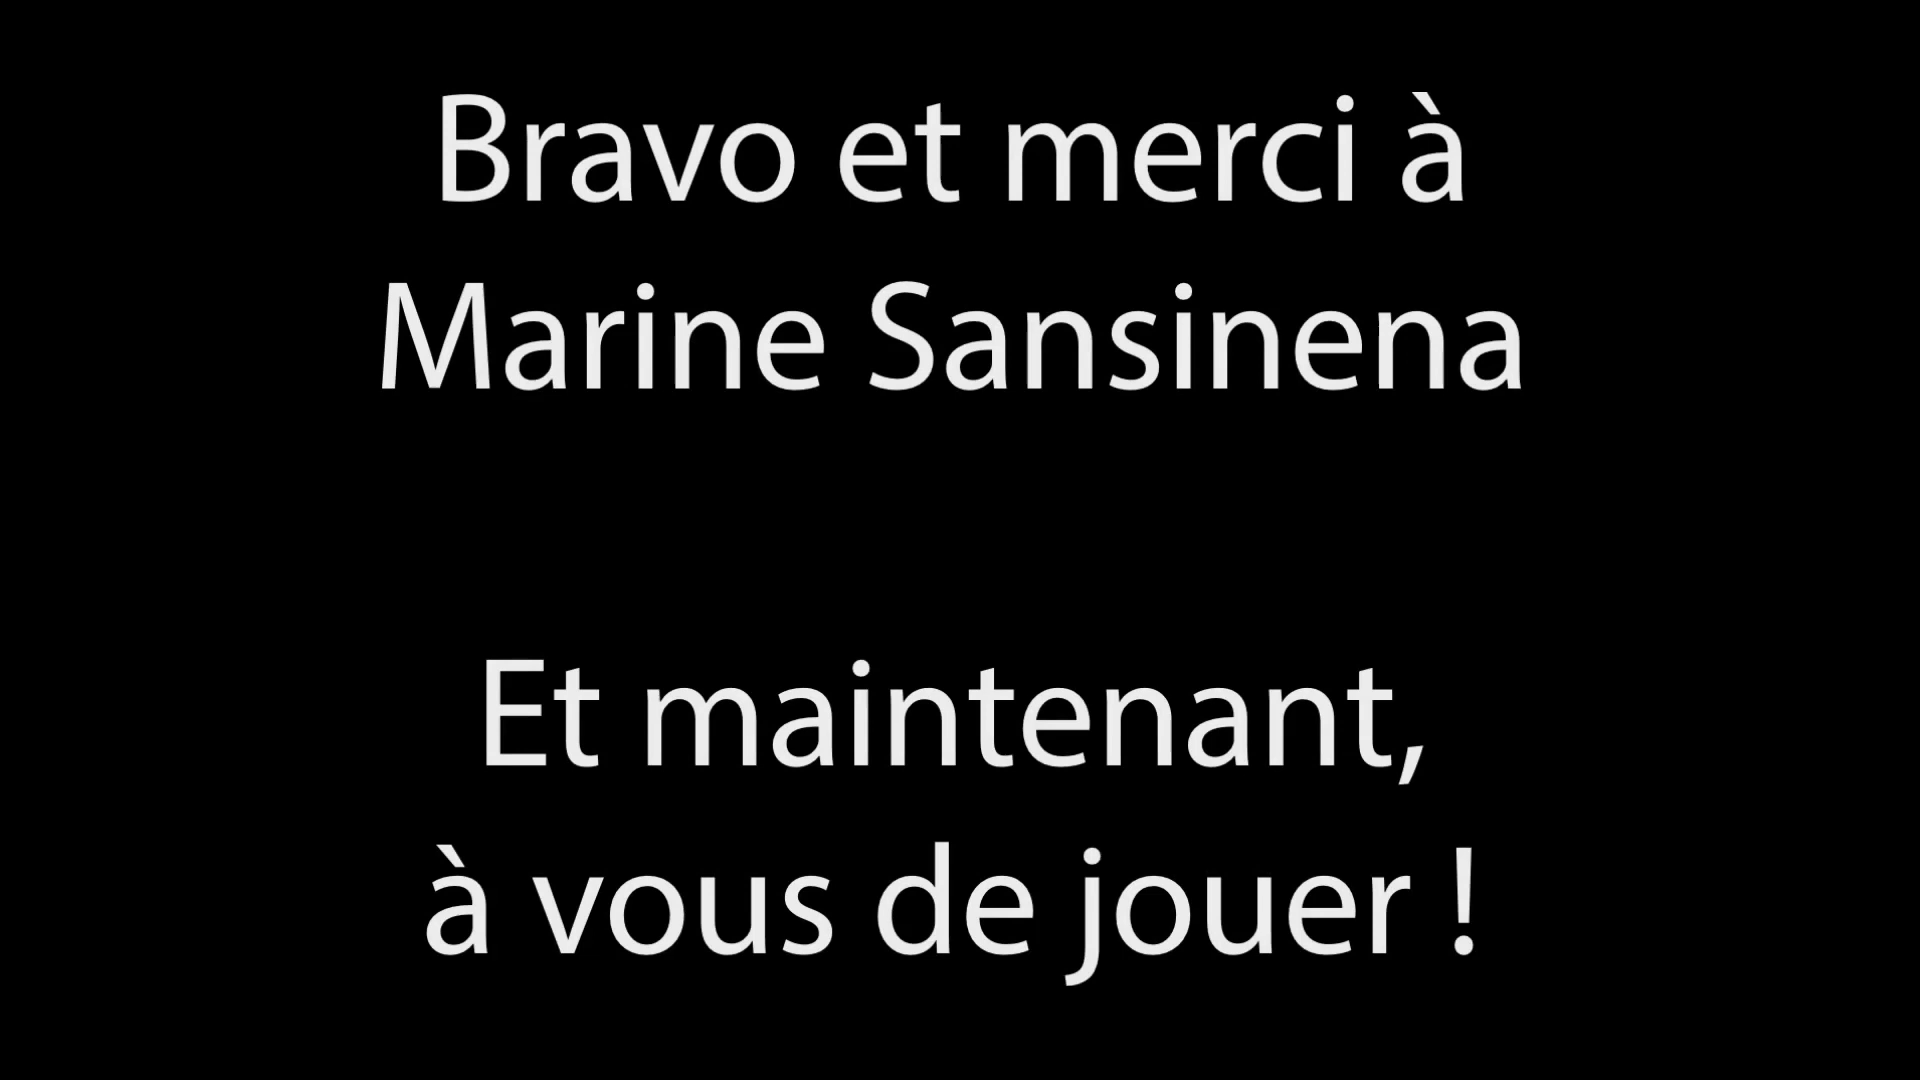 Bravo et merci à
Marine Sansinena
Et maintenant,
à vous de jouer !